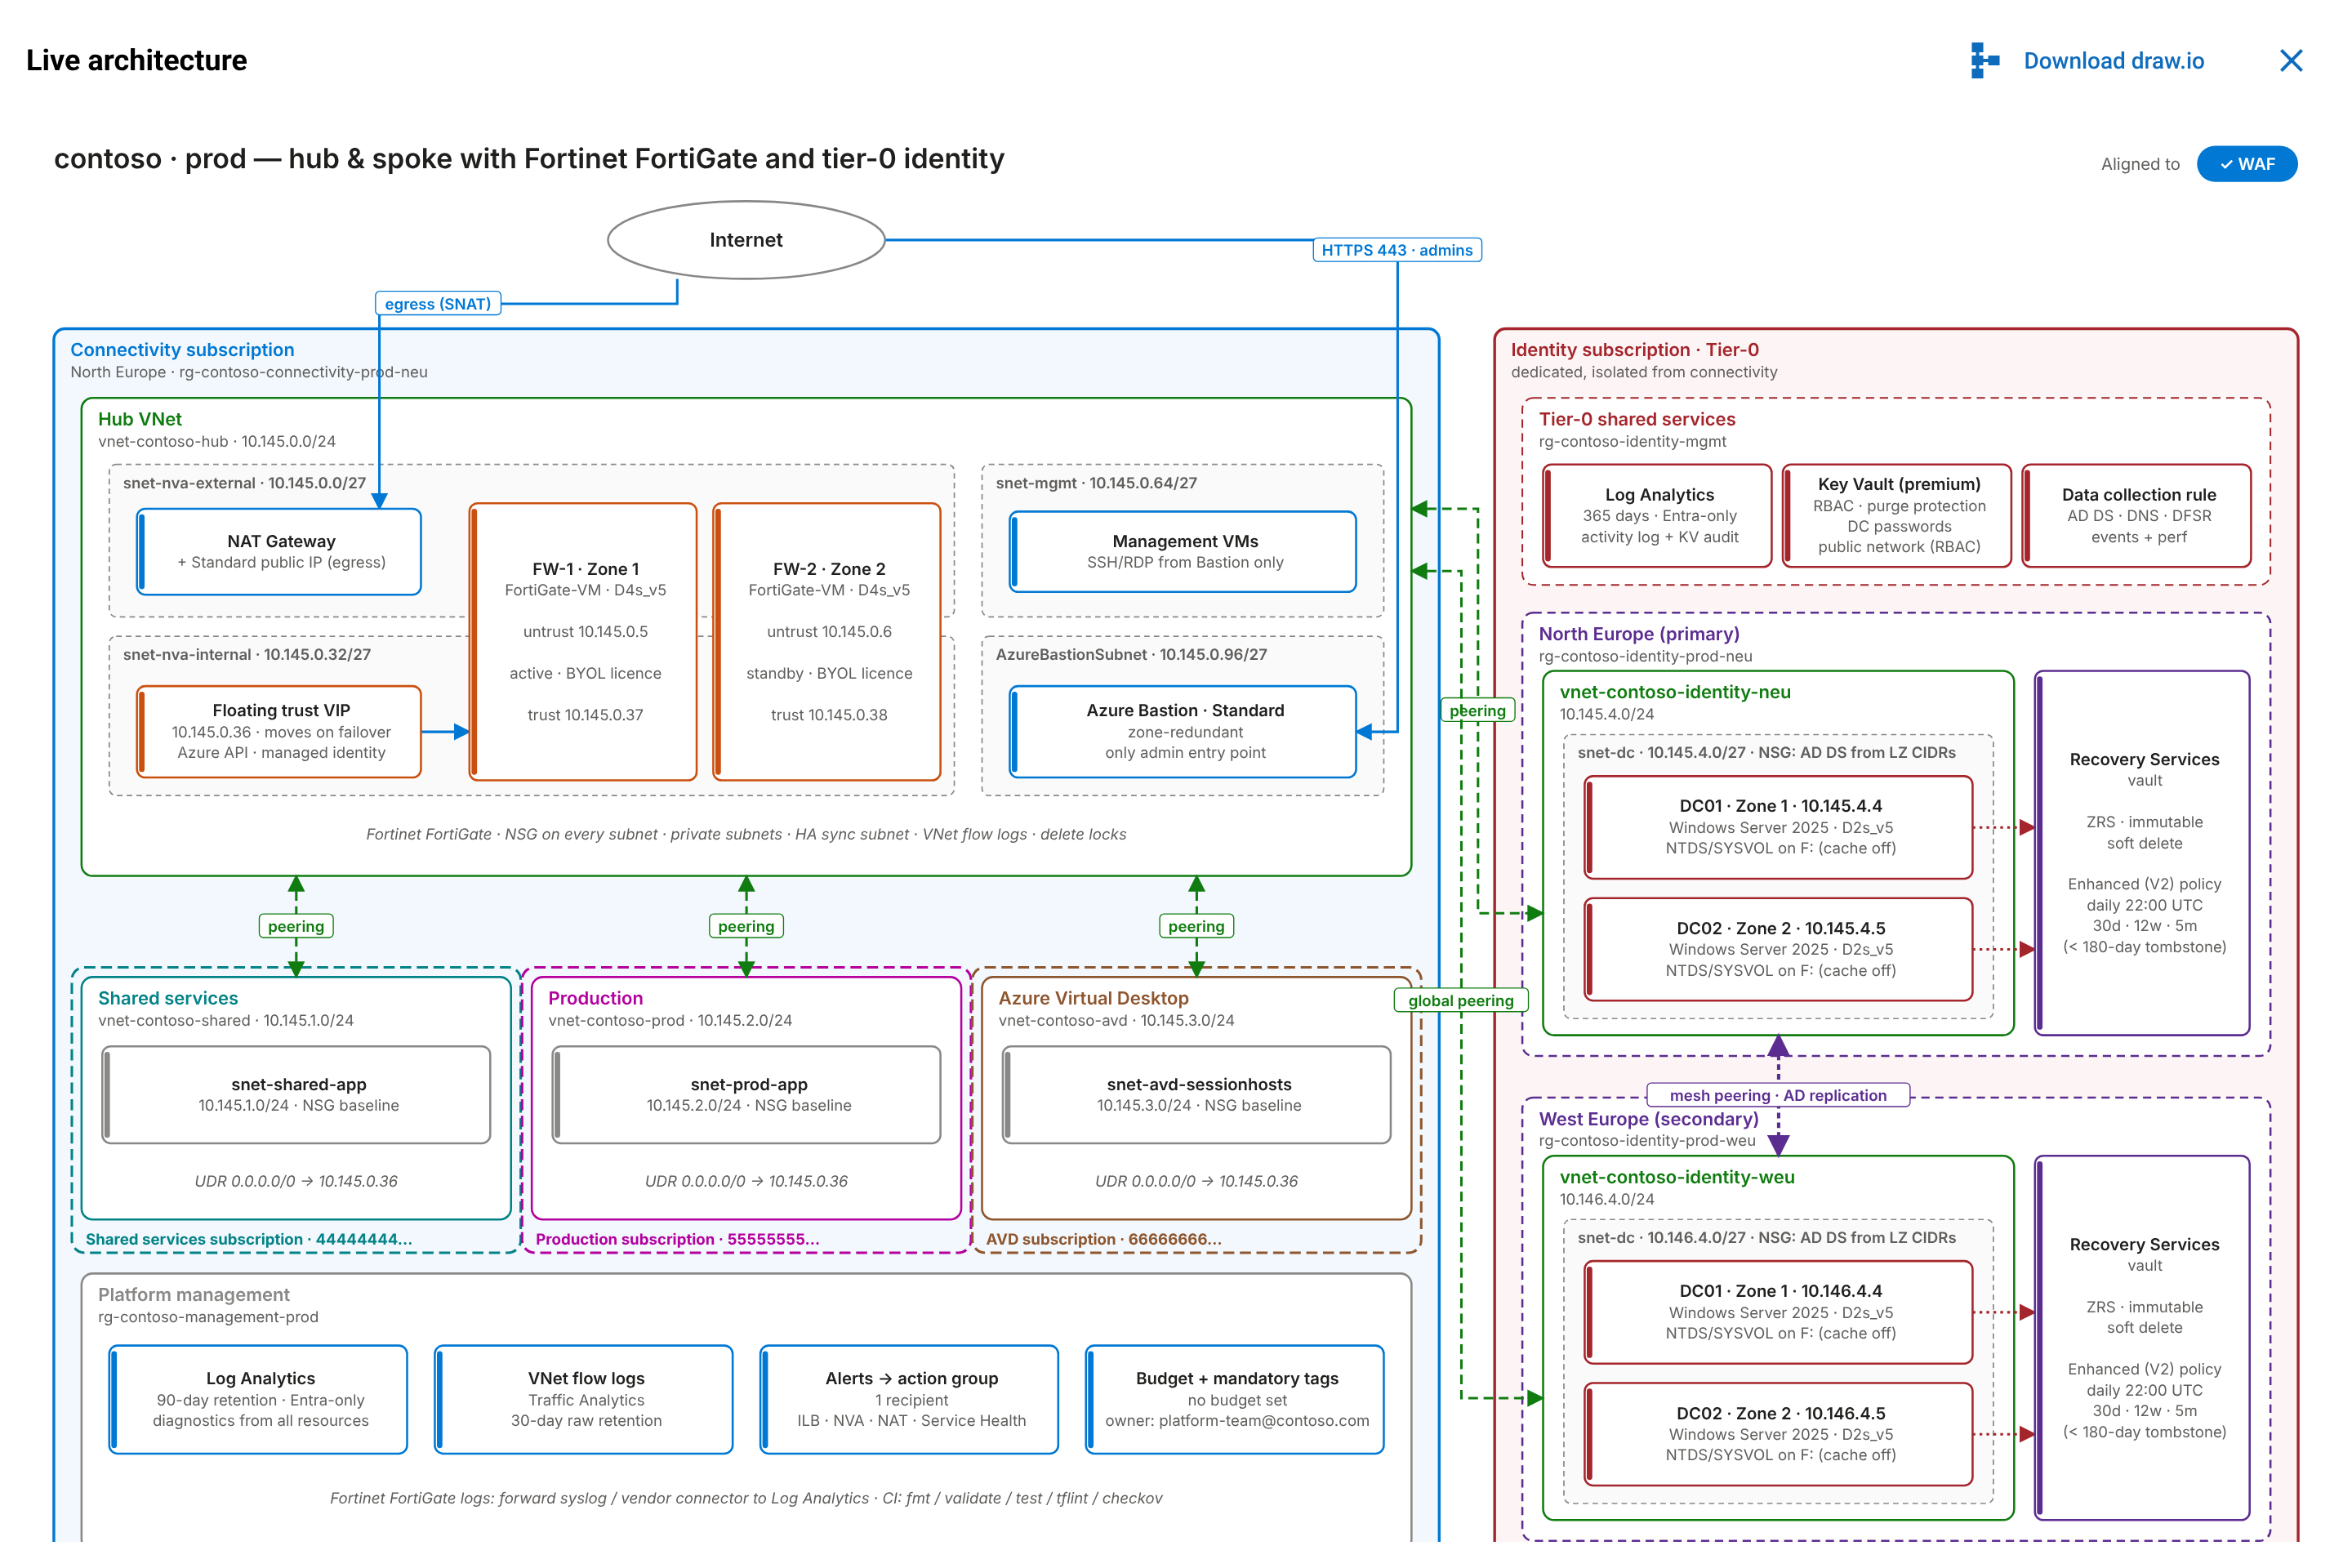 Live architecture
Download draw.io
contoso · prod — hub & spoke with Fortinet FortiGate and tier-0 identity
Aligned to
✓ WAF
Internet
HTTPS 443 · admins
egress (SNAT)
Connectivity subscription
North Europe · rg-contoso-connectivity-prod-neu
Hub VNet
vnet-contoso-hub · 10.145.0.0/24
snet-nva-external · 10.145.0.0/27
NAT Gateway
+ Standard public IP (egress)
FW-1 · Zone 1
FortiGate-VM · D4s_v5
untrust 10.145.0.5
active · BYOL licence
trust 10.145.0.37
FW-2 · Zone 2
FortiGate-VM · D4s_v5
untrust 10.145.0.6
standby · BYOL licence
trust 10.145.0.38
snet-mgmt · 10.145.0.64/27
Management VMs
SSH/RDP from Bastion only
snet-nva-internal · 10.145.0.32/27
Floating trust VIP
10.145.0.36 · moves on failover
Azure API · managed identity
AzureBastionSubnet · 10.145.0.96/27
Azure Bastion · Standard
zone-redundant
only admin entry point
Fortinet FortiGate · NSG on every subnet · private subnets · HA sync subnet · VNet flow logs · delete locks
peering
peering
peering
peering
global peering
Shared services
vnet-contoso-shared · 10.145.1.0/24
snet-shared-app
10.145.1.0/24 · NSG baseline
UDR 0.0.0.0/0 → 10.145.0.36
Shared services subscription · 44444444...
Production
vnet-contoso-prod · 10.145.2.0/24
snet-prod-app
10.145.2.0/24 · NSG baseline
UDR 0.0.0.0/0 → 10.145.0.36
Production subscription · 55555555...
Azure Virtual Desktop
vnet-contoso-avd · 10.145.3.0/24
snet-avd-sessionhosts
10.145.3.0/24 · NSG baseline
UDR 0.0.0.0/0 → 10.145.0.36
AVD subscription · 66666666...
Platform management
rg-contoso-management-prod
Log Analytics
90-day retention · Entra-only
diagnostics from all resources
VNet flow logs
Traffic Analytics
30-day raw retention
Alerts → action group
1 recipient
ILB · NVA · NAT · Service Health
Budget + mandatory tags
no budget set
owner: platform-team@contoso.com
Fortinet FortiGate logs: forward syslog / vendor connector to Log Analytics · CI: fmt / validate / test / tflint / checkov
Identity subscription · Tier-0
dedicated, isolated from connectivity
Tier-0 shared services
rg-contoso-identity-mgmt
Log Analytics
365 days · Entra-only
activity log + KV audit
Key Vault (premium)
RBAC · purge protection
DC passwords
public network (RBAC)
Data collection rule
AD DS · DNS · DFSR
events + perf
North Europe (primary)
rg-contoso-identity-prod-neu
vnet-contoso-identity-neu
10.145.4.0/24
snet-dc · 10.145.4.0/27 · NSG: AD DS from LZ CIDRs
DC01 · Zone 1 · 10.145.4.4
Windows Server 2025 · D2s_v5
NTDS/SYSVOL on F: (cache off)
DC02 · Zone 2 · 10.145.4.5
Windows Server 2025 · D2s_v5
NTDS/SYSVOL on F: (cache off)
Recovery Services
vault
ZRS · immutable
soft delete
Enhanced (V2) policy
daily 22:00 UTC
30d · 12w · 5m
(< 180-day tombstone)
mesh peering · AD replication
West Europe (secondary)
rg-contoso-identity-prod-weu
vnet-contoso-identity-weu
10.146.4.0/24
snet-dc · 10.146.4.0/27 · NSG: AD DS from LZ CIDRs
DC01 · Zone 1 · 10.146.4.4
Windows Server 2025 · D2s_v5
NTDS/SYSVOL on F: (cache off)
DC02 · Zone 2 · 10.146.4.5
Windows Server 2025 · D2s_v5
NTDS/SYSVOL on F: (cache off)
Recovery Services
vault
ZRS · immutable
soft delete
Enhanced (V2) policy
daily 22:00 UTC
30d · 12w · 5m
(< 180-day tombstone)